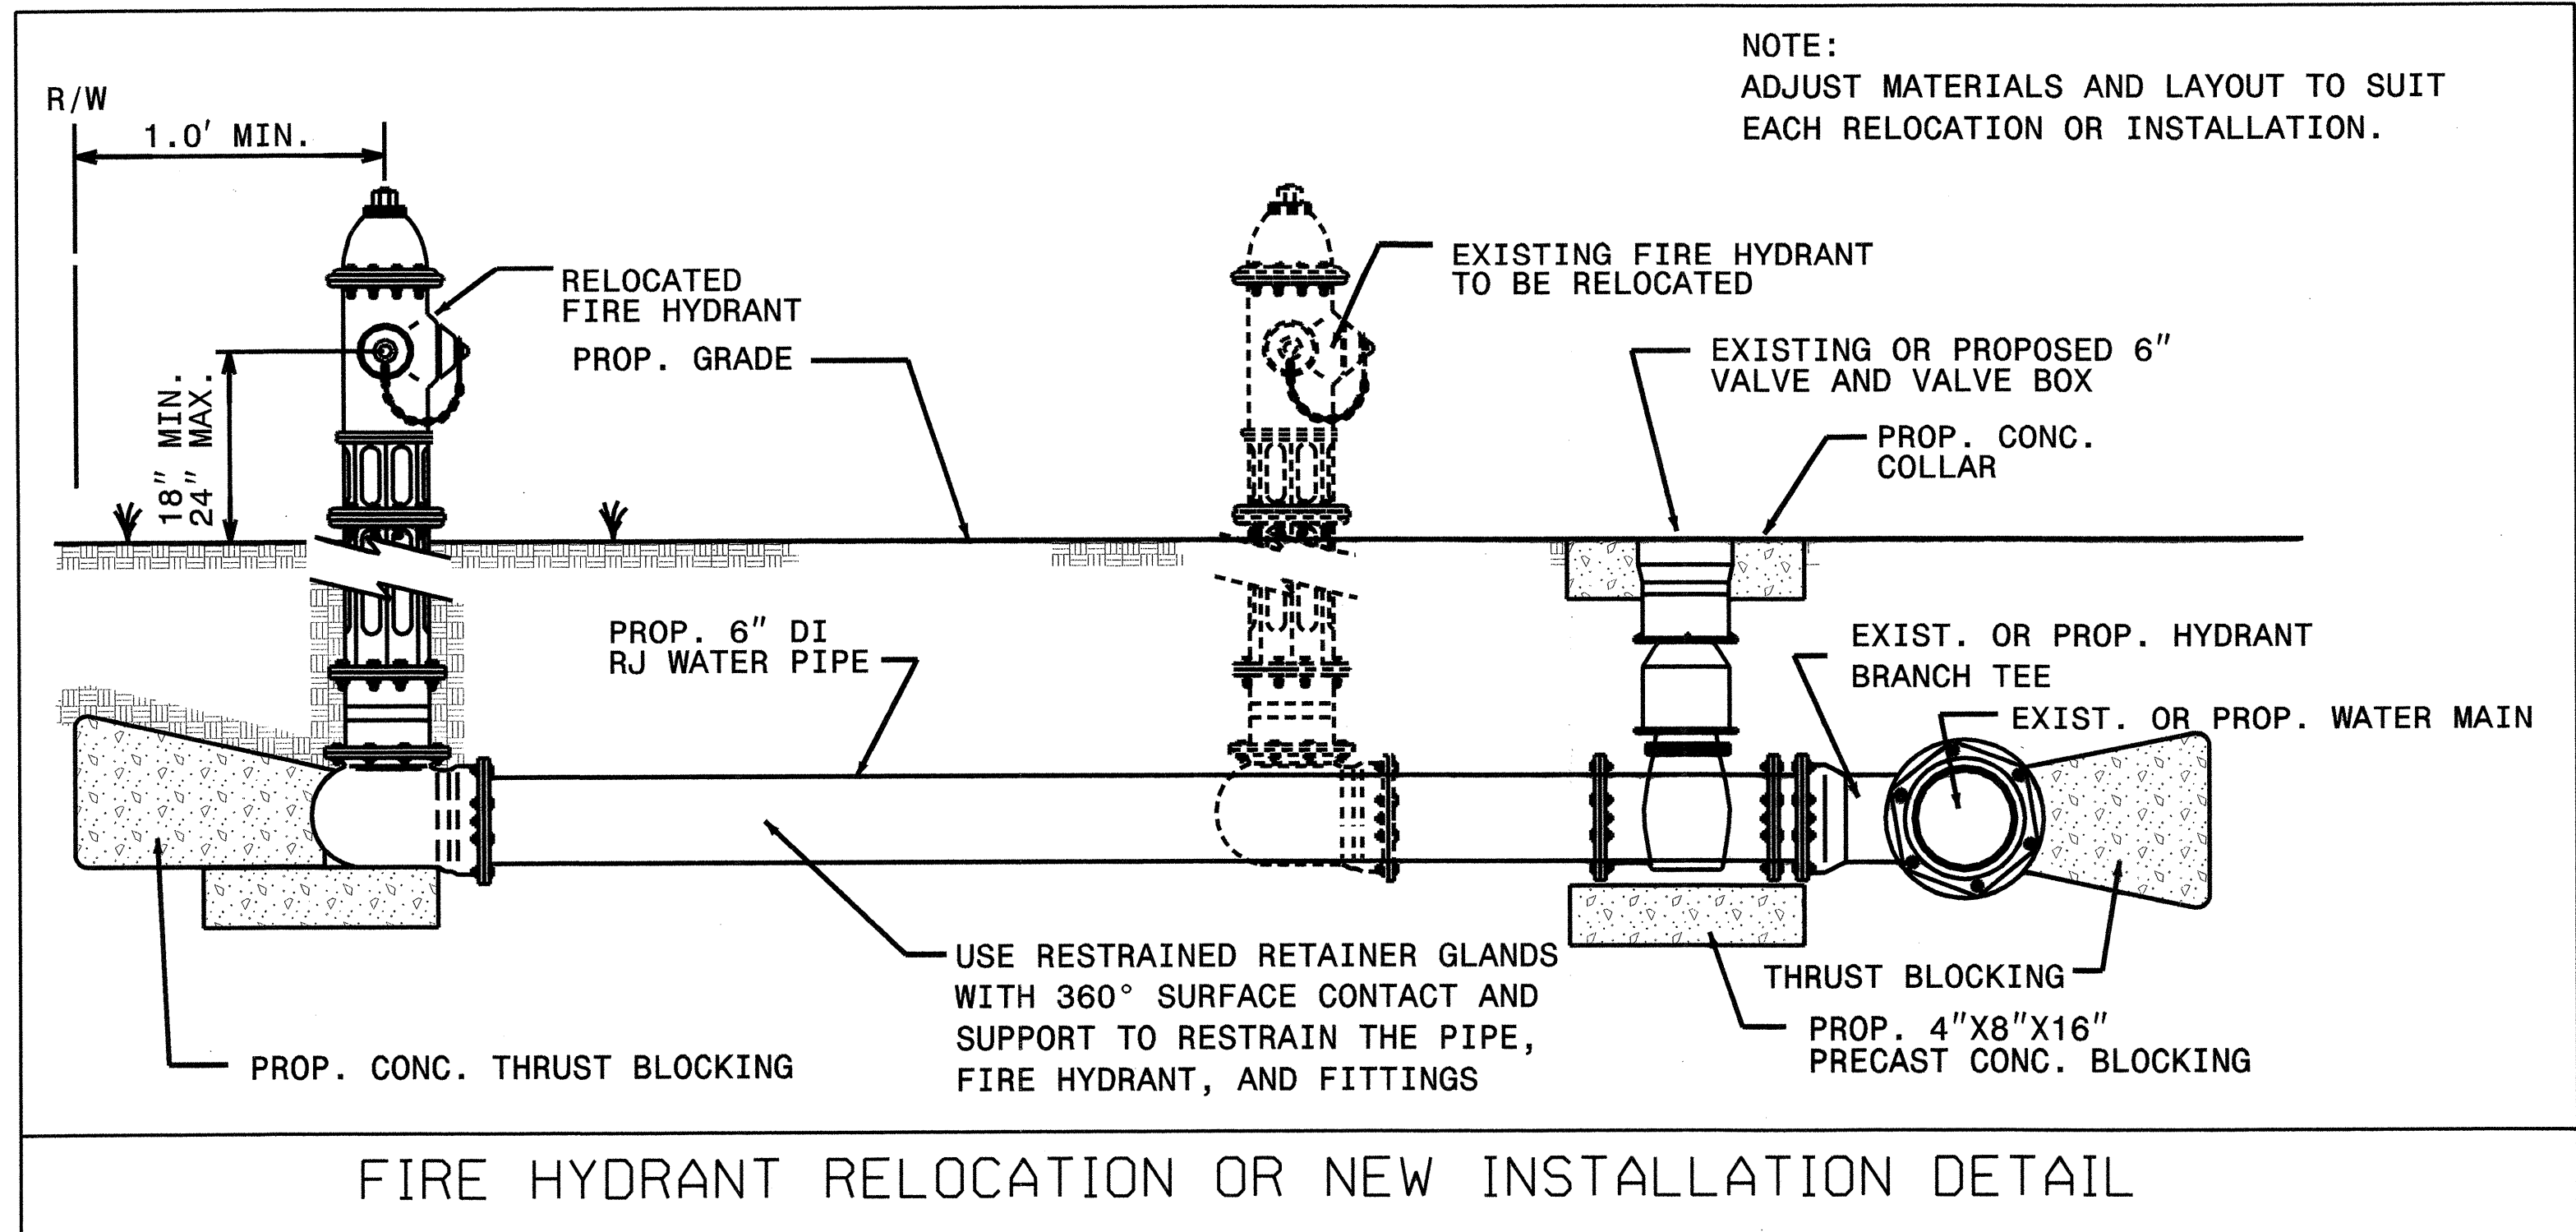 NOTE:
ADJUST MATERIALS AND LAYOUT TO SUIT
EACH RELOCATION OR INSTALLATION.
R/W
1.0' MIN.
RELOCATED
FIRE HYDRANT
PROP. GRADE
18" MIN.
24" MAX.
EXISTING FIRE HYDRANT
TO BE RELOCATED
EXISTING OR PROPOSED 6"
VALVE AND VALVE BOX
PROP. CONC.
COLLAR
PROP. 6" DI
RJ WATER PIPE
EXIST. OR PROP. HYDRANT
BRANCH TEE
EXIST. OR PROP. WATER MAIN
USE RESTRAINED RETAINER GLANDS
WITH 360° SURFACE CONTACT AND
SUPPORT TO RESTRAIN THE PIPE,
FIRE HYDRANT, AND FITTINGS
THRUST BLOCKING
PROP. 4"X8"X16"
PRECAST CONC. BLOCKING
PROP. CONC. THRUST BLOCKING
FIRE HYDRANT RELOCATION OR NEW INSTALLATION DETAIL